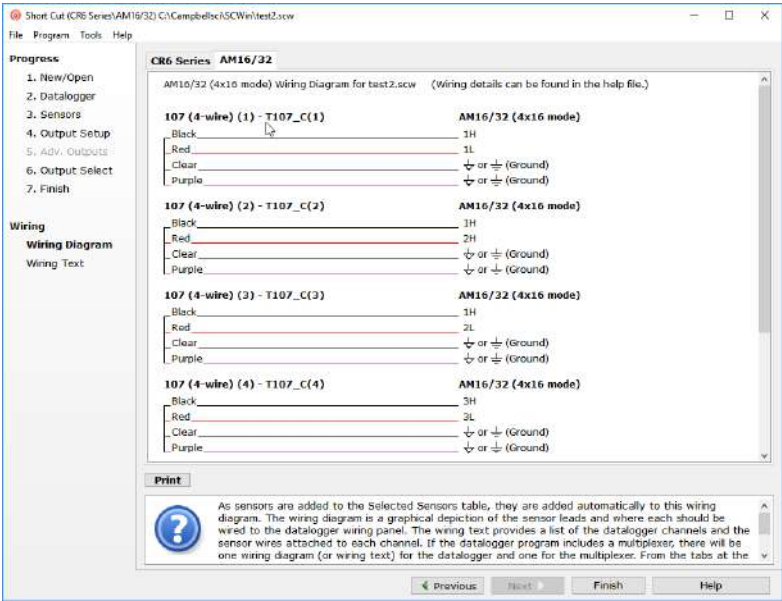 Short Cut (CR6 Series\AM16/32) C:\Campbellsci\SCWin\test2.scw
File Program Tools Help
Progress
1. New/Open
2. Datalogger
3. Sensors
4. Output Setup
5. Adv. Outputs
6. Output Select
7. Finish
Wiring
Wiring Diagram
Wiring Text
CR6 Series AM16/32
AM16/32 (4x16 mode) Wiring Diagram for test2.scw (Wiring details can be found in the help file.)
107 (4-wire) (1) - T107_C(1) AM16/32 (4x16 mode)
Black 1H
Red 1L
Clear or (Ground)
Purple or (Ground)
107 (4-wire) (2) - T107_C(2) AM16/32 (4x16 mode)
Black 1H
Red 2H
Clear or (Ground)
Purple or (Ground)
107 (4-wire) (3) - T107_C(3) AM16/32 (4x16 mode)
Black 1H
Red 2L
Clear or (Ground)
Purple or (Ground)
107 (4-wire) (4) - T107_C(4) AM16/32 (4x16 mode)
Black 3H
Red 3L
Clear or (Ground)
Purple or (Ground)
Print
As sensors are added to the Selected Sensors table, they are added automatically to this wiring
diagram. The wiring diagram is a graphical depiction of the sensor leads and where each should be
wired to the datalogger wiring panel. The wiring text provides a list of the datalogger channels and the
sensor wires attached to each channel. If the datalogger program includes a multiplexer, there will be
one wiring diagram (or wiring text) for the datalogger and one for the multiplexer. From the tabs at the
Previous Next Finish Help